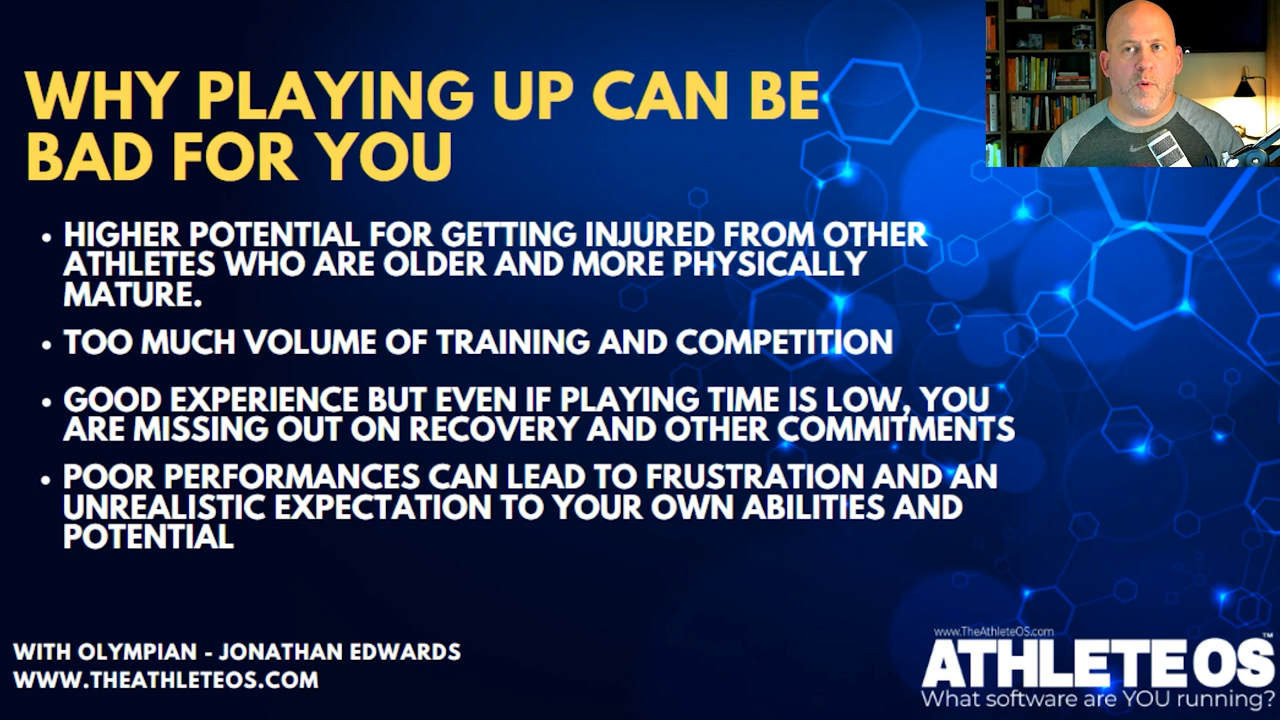 WHY PLAYING UP CAN BE
BAD FOR YOU
• HIGHER POTENTIAL FOR GETTING INJURED FROM OTHER
ATHLETES WHO ARE OLDER AND MORE PHYSICALLY
MATURE.
• TOO MUCH VOLUME OF TRAINING AND COMPETITION
• GOOD EXPERIENCE BUT EVEN IF PLAYING TIME IS LOW, YOU
ARE MISSING OUT ON RECOVERY AND OTHER COMMITMENTS
• POOR PERFORMANCES CAN LEAD TO FRUSTRATION AND AN
UNREALISTIC EXPECTATION TO YOUR OWN ABILITIES AND
POTENTIAL
WITH OLYMPIAN - JONATHAN EDWARDS
WWW.THEATHLETEOS.COM
www.TheAthleteOS.com
ATHLETE OS™
What software are YOU running?